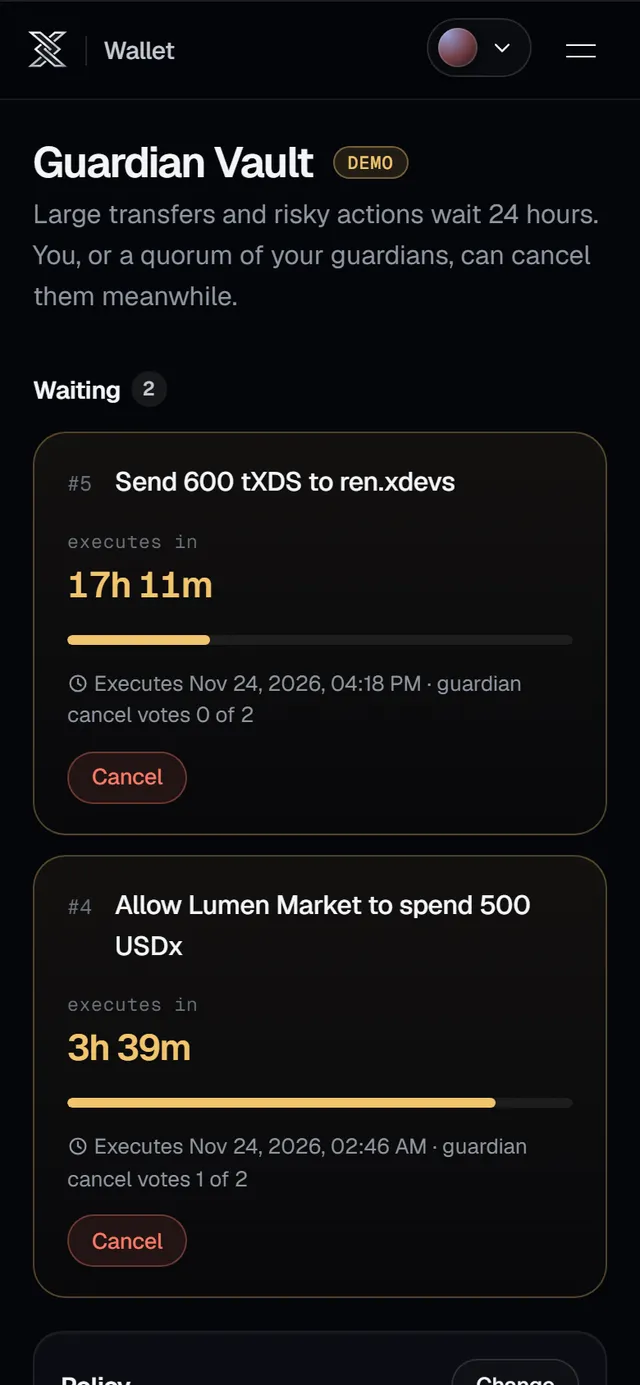 Wallet
Guardian Vault DEMO
Large transfers and risky actions wait 24 hours.
You, or a quorum of your guardians, can cancel
them meanwhile.
Waiting 2
#5 Send 600 tXDS to ren.xdevs
executes in
17h 11m
Executes Nov 24, 2026, 04:18 PM · guardian
cancel votes 0 of 2
Cancel
#4 Allow Lumen Market to spend 500
USDx
executes in
3h 39m
Executes Nov 24, 2026, 02:46 AM · guardian
cancel votes 1 of 2
Cancel
Policy Change